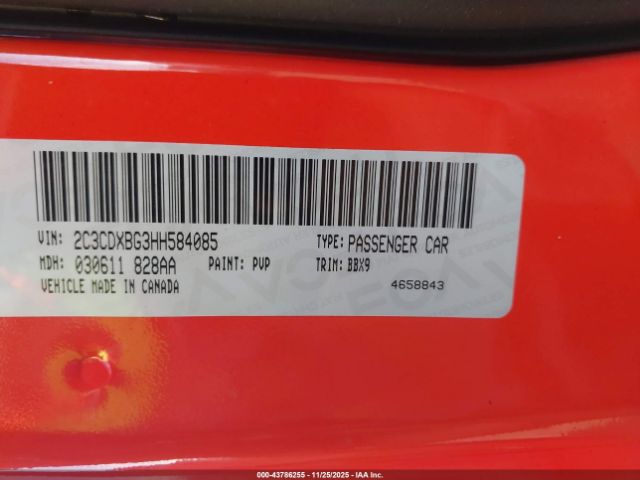 VIN: 2C3CDXBG3HH584085 TYPE: PASSENGER CAR
MDH: 030611 828AA PAINT: PVP TRIM: BBX9
VEHICLE MADE IN CANADA 4658843
000-43786255 - 11/25/2025 - IAA